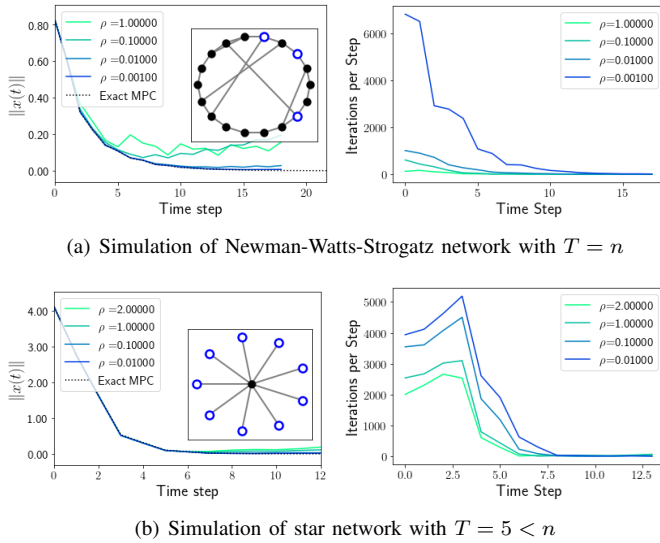 0.80
0.60
0.40
0.20
0.00
‖x(t)‖
ρ =1.00000
ρ =0.10000
ρ =0.01000
ρ =0.00100
Exact MPC
0 5 10 15 20
Time step
6000
4000
2000
0
Iterations per Step
ρ =1.00000
ρ =0.10000
ρ =0.01000
ρ =0.00100
0 5 10 15
Time Step
(a) Simulation of Newman-Watts-Strogatz network with T = n
4.00
3.00
2.00
1.00
0.00
‖x(t)‖
ρ =2.00000
ρ =1.00000
ρ =0.10000
ρ =0.01000
Exact MPC
0 2 4 6 8 10 12
Time step
5000
4000
3000
2000
1000
0
Iterations per Step
ρ =2.00000
ρ =1.00000
ρ =0.10000
ρ =0.01000
0.0 2.5 5.0 7.5 10.0 12.5
Time Step
(b) Simulation of star network with T = 5 < n